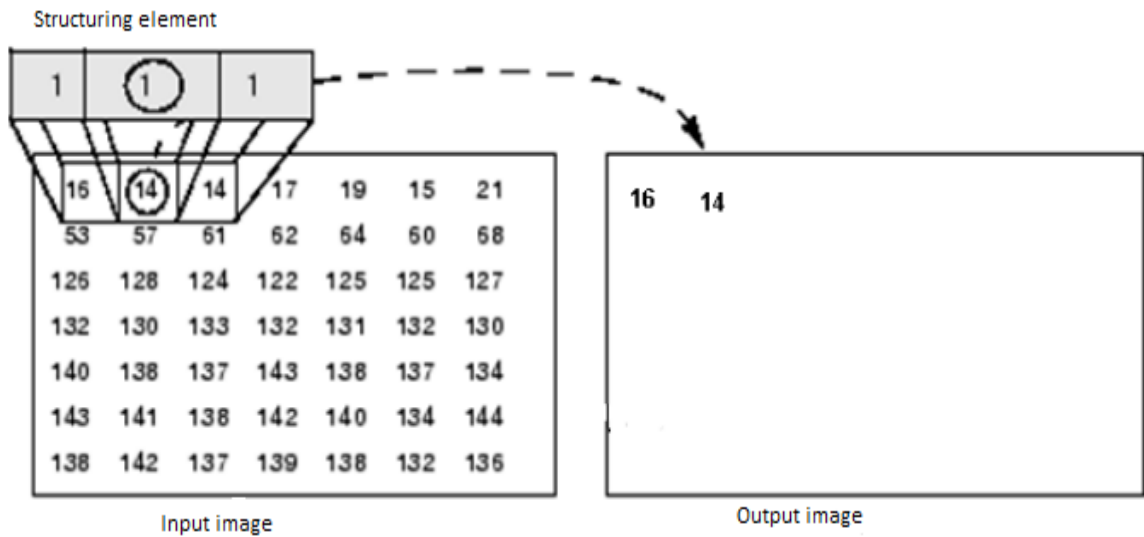 Structuring element
1 1 1
16 14 14 17 19 15 21
53 57 61 62 64 60 68
126 128 124 122 125 125 127
132 130 133 132 131 132 130
140 138 137 143 138 137 134
143 141 138 142 140 134 144
138 142 137 139 138 132 136
16 14
Input image
Output image